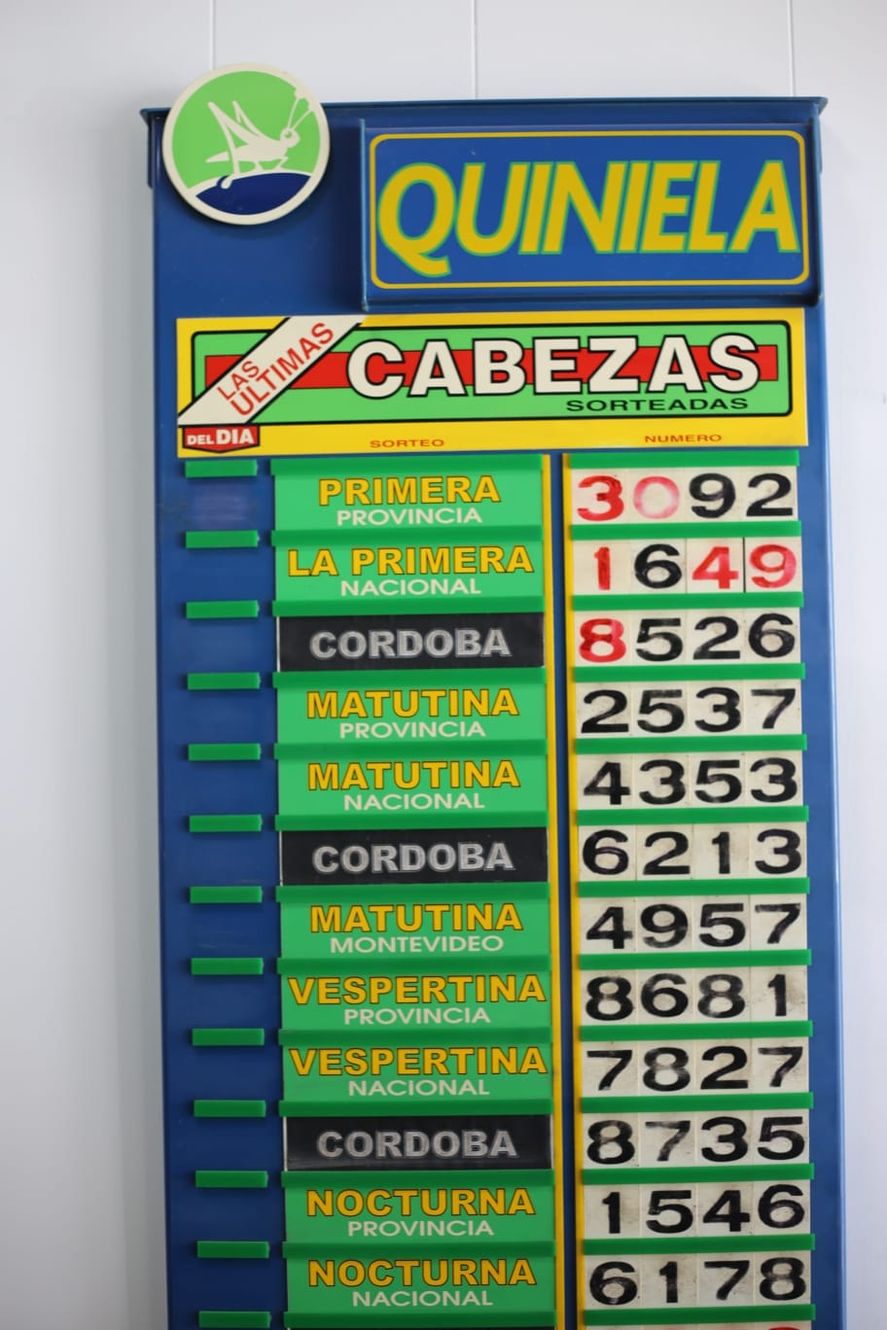 QUINIELA
LAS ULTIMAS
CABEZAS
SORTEADAS
DEL DIA
SORTEO NUMERO
PRIMERA
PROVINCIA
3092
LA PRIMERA
NACIONAL
1649
CORDOBA
8526
MATUTINA
PROVINCIA
2537
MATUTINA
NACIONAL
4353
CORDOBA
6213
MATUTINA
MONTEVIDEO
4957
VESPERTINA
PROVINCIA
8681
VESPERTINA
NACIONAL
7827
CORDOBA
8735
NOCTURNA
PROVINCIA
1546
NOCTURNA
NACIONAL
6178